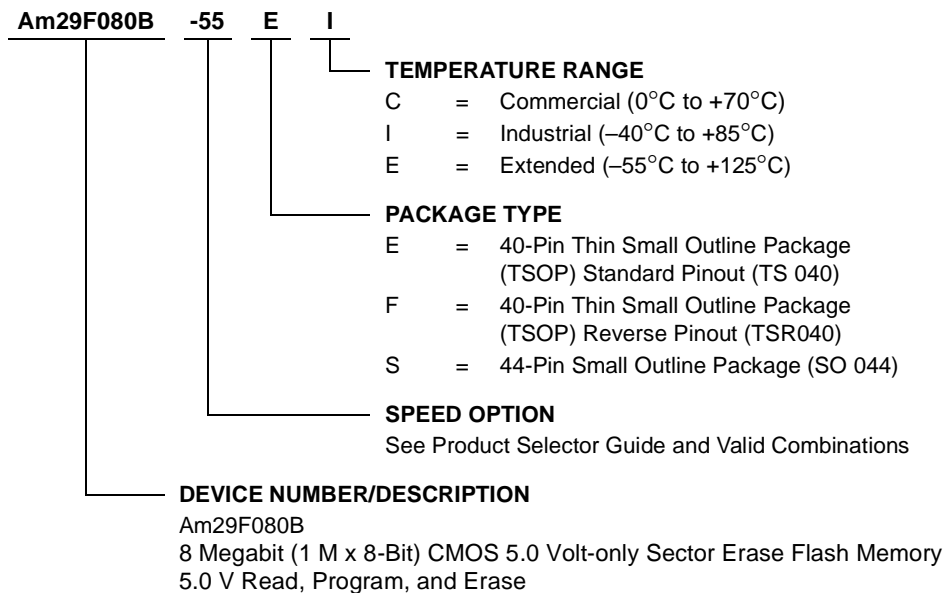 Am29F080B -55 E I
TEMPERATURE RANGE
C = Commercial (0°C to +70°C)
I = Industrial (–40°C to +85°C)
E = Extended (–55°C to +125°C)
PACKAGE TYPE
E = 40-Pin Thin Small Outline Package
(TSOP) Standard Pinout (TS 040)
F = 40-Pin Thin Small Outline Package
(TSOP) Reverse Pinout (TSR040)
S = 44-Pin Small Outline Package (SO 044)
SPEED OPTION
See Product Selector Guide and Valid Combinations
DEVICE NUMBER/DESCRIPTION
Am29F080B
8 Megabit (1 M x 8-Bit) CMOS 5.0 Volt-only Sector Erase Flash Memory
5.0 V Read, Program, and Erase